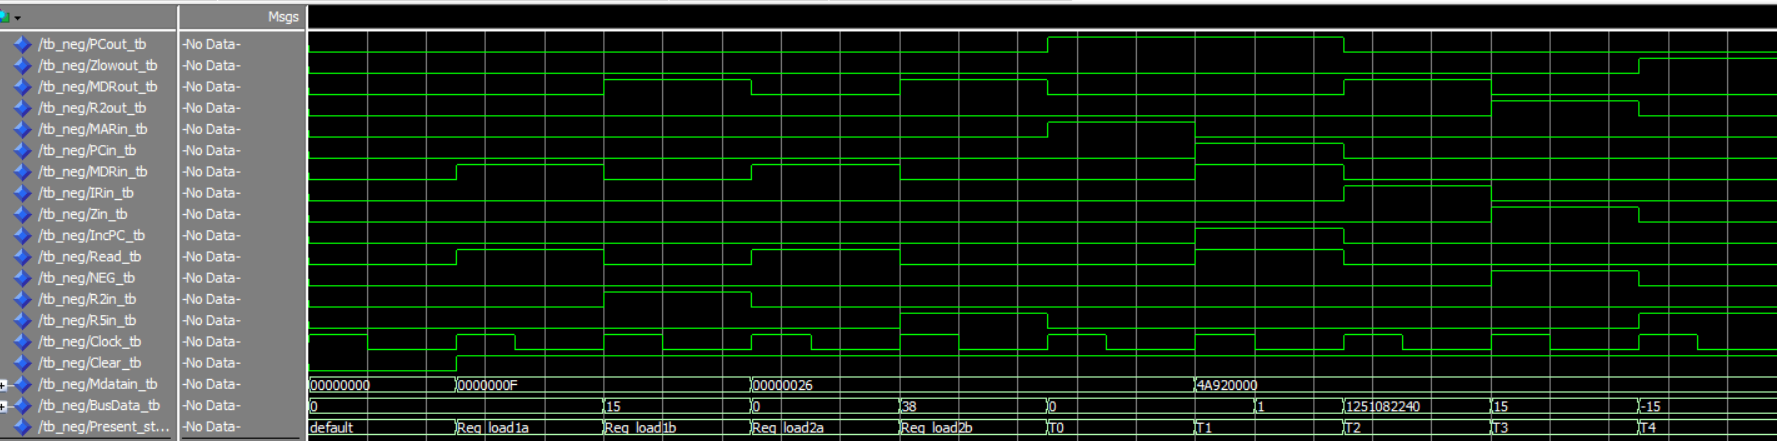 Msgs
/tb_neg/PCout_tb -No Data-
/tb_neg/Zlowout_tb -No Data-
/tb_neg/MDRout_tb -No Data-
/tb_neg/R2out_tb -No Data-
/tb_neg/MARin_tb -No Data-
/tb_neg/PCin_tb -No Data-
/tb_neg/MDRin_tb -No Data-
/tb_neg/IRin_tb -No Data-
/tb_neg/Zin_tb -No Data-
/tb_neg/IncPC_tb -No Data-
/tb_neg/Read_tb -No Data-
/tb_neg/NEG_tb -No Data-
/tb_neg/R2in_tb -No Data-
/tb_neg/R5in_tb -No Data-
/tb_neg/Clock_tb -No Data-
/tb_neg/Clear_tb -No Data-
/tb_neg/Mdatain_tb -No Data- 00000000 0000000F 00000026 4A920000
/tb_neg/BusData_tb -No Data- 0 15 0 38 0 1 1251082240 15 -15
/tb_neg/Present_st... -No Data- default Reg_load1a Reg_load1b Reg_load2a Reg_load2b T0 T1 T2 T3 T4